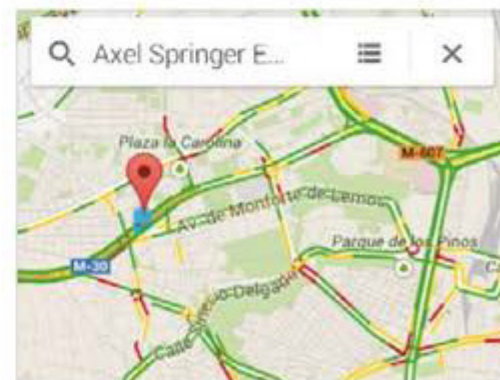 Axel Springer E...
Plaza la Carolina
M-607
Av. de Monforte de Lemos
Parque de los Pinos
M-30
Calle Sinesio Delgado